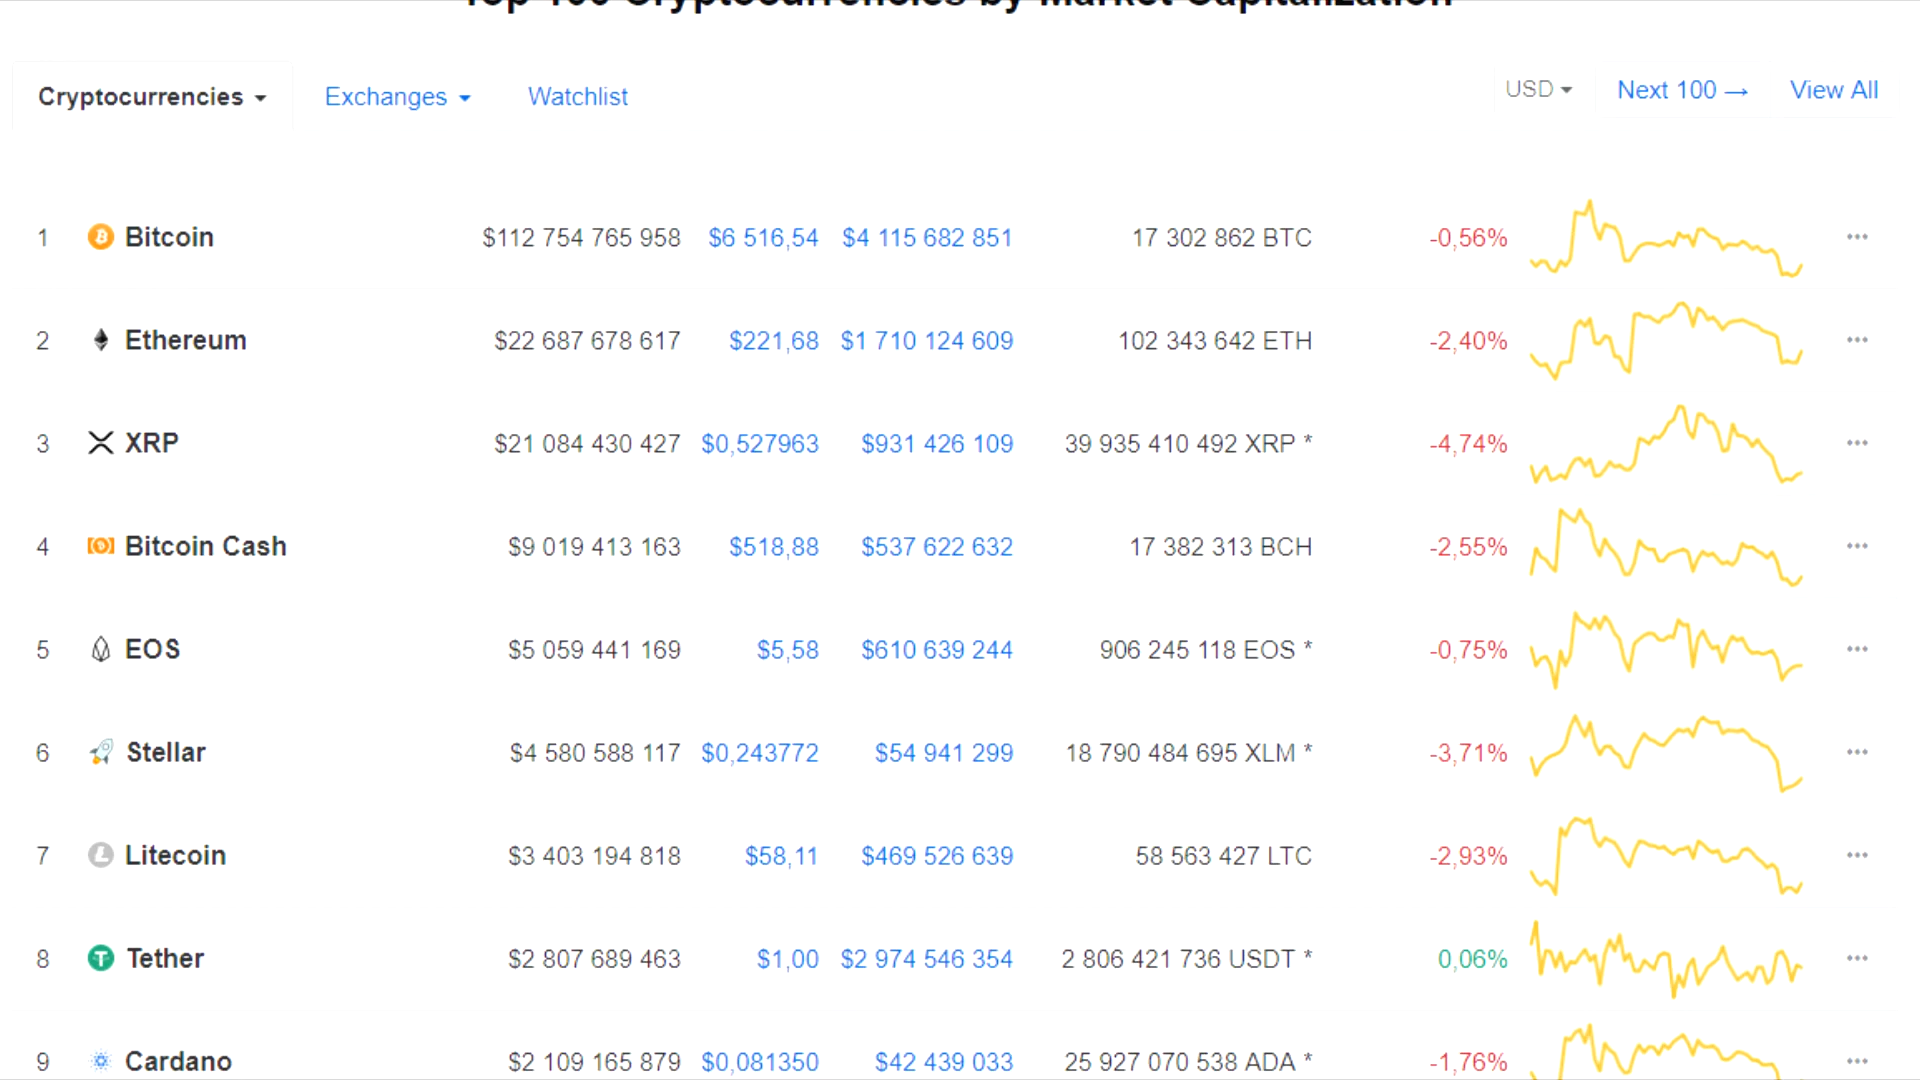 Top 100 Cryptocurrencies by Market Capitalization
Cryptocurrencies Exchanges Watchlist USD Next 100 → View All
1 Bitcoin $112 754 765 958 $6 516,54 $4 115 682 851 17 302 862 BTC -0,56%
2 Ethereum $22 687 678 617 $221,68 $1 710 124 609 102 343 642 ETH -2,40%
3 XRP $21 084 430 427 $0,527963 $931 426 109 39 935 410 492 XRP * -4,74%
4 Bitcoin Cash $9 019 413 163 $518,88 $537 622 632 17 382 313 BCH -2,55%
5 EOS $5 059 441 169 $5,58 $610 639 244 906 245 118 EOS * -0,75%
6 Stellar $4 580 588 117 $0,243772 $54 941 299 18 790 484 695 XLM * -3,71%
7 Litecoin $3 403 194 818 $58,11 $469 526 639 58 563 427 LTC -2,93%
8 Tether $2 807 689 463 $1,00 $2 974 546 354 2 806 421 736 USDT * 0,06%
9 Cardano $2 109 165 879 $0,081350 $42 439 033 25 927 070 538 ADA * -1,76%